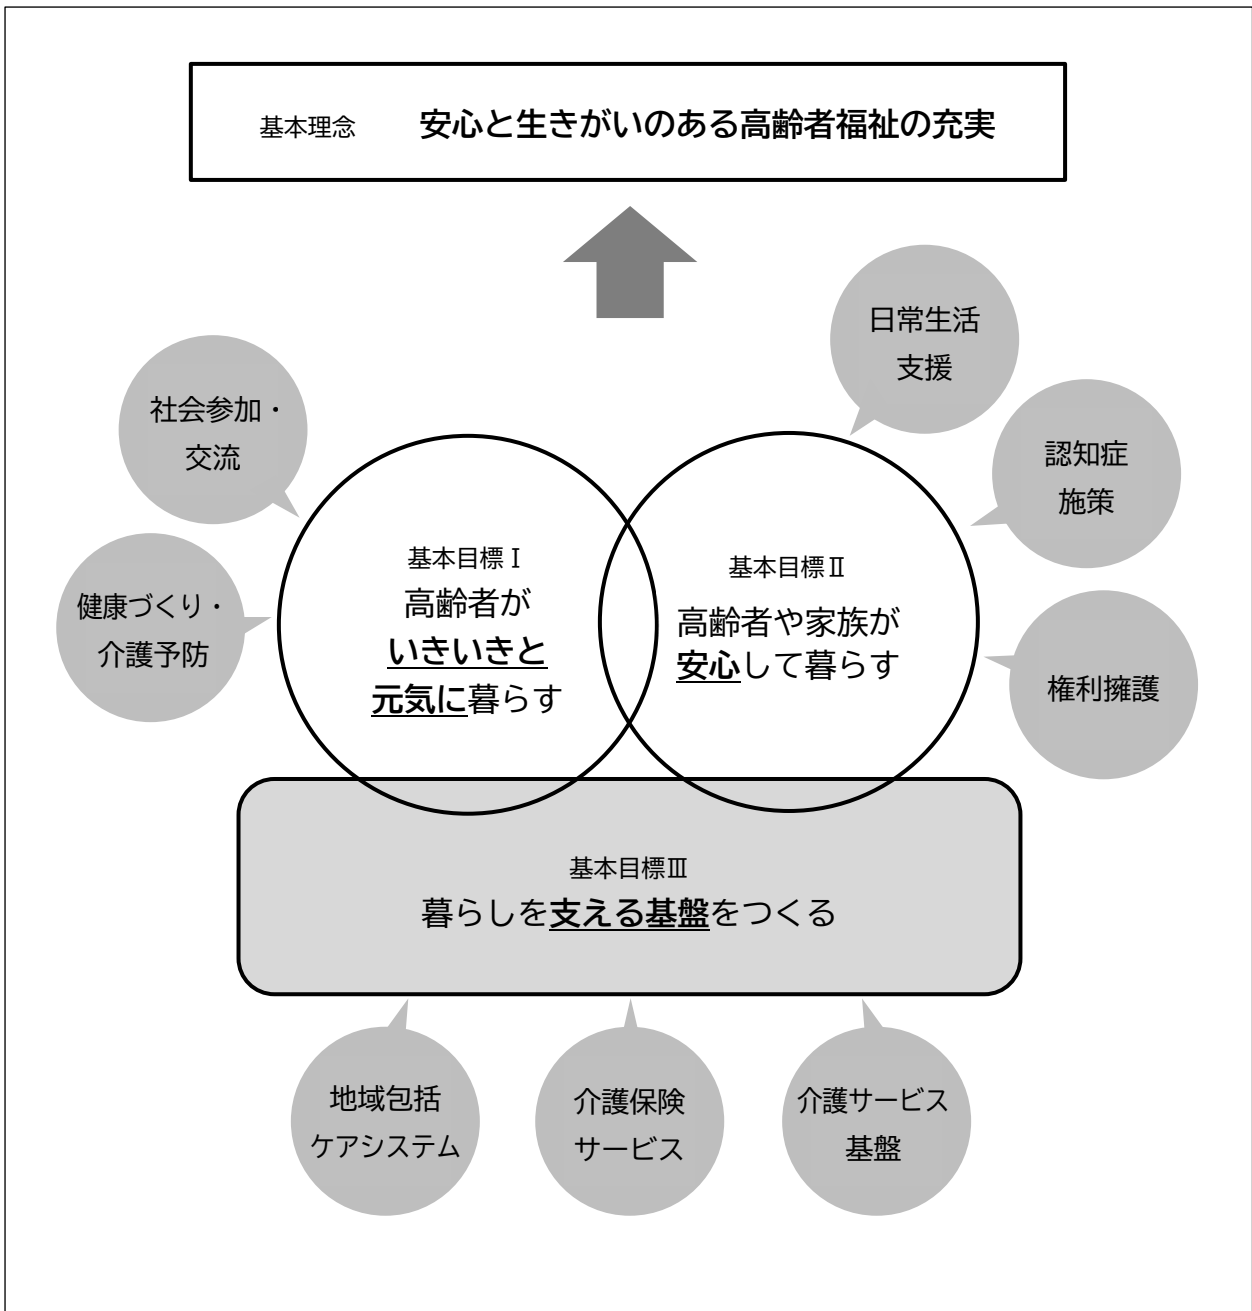 基本理念 安心と生きがいのある高齢者福祉の充実
日常生活
支援
社会参加・
交流
認知症
施策
基本目標Ⅰ
高齢者が
いきいきと
元気に暮らす
基本目標Ⅱ
高齢者や家族が
安心して暮らす
健康づくり・
介護予防
権利擁護
基本目標Ⅲ
暮らしを支える基盤をつくる
地域包括
ケアシステム
介護保険
サービス
介護サービス
基盤